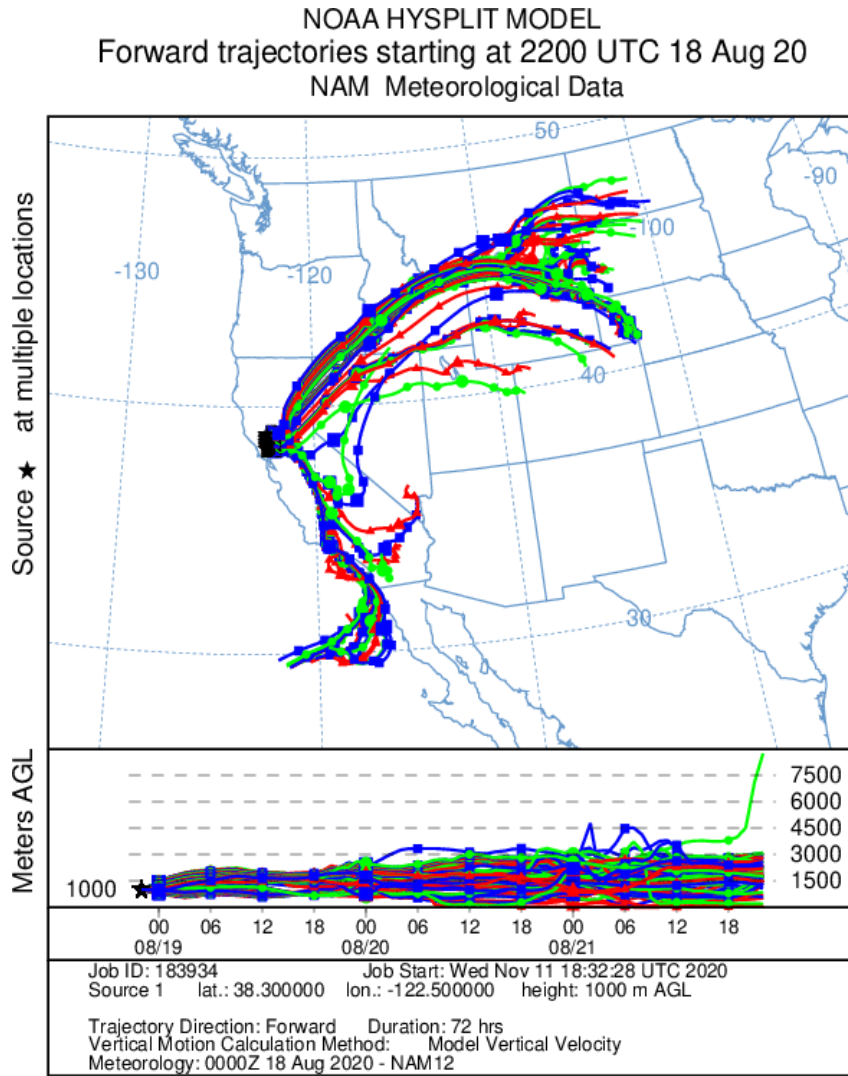 NOAA HYSPLIT MODEL
Forward trajectories starting at 2200 UTC 18 Aug 20
NAM Meteorological Data
Source ★ at multiple locations
50
-90
-100
-130
-120
40
30
Meters AGL
7500
6000
4500
3000
1500
1000 ★
00 06 12 18 00 06 12 18 00 06 12 18
08/19 08/20 08/21
Job ID: 183934 Job Start: Wed Nov 11 18:32:28 UTC 2020
Source 1 lat.: 38.300000 lon.: -122.500000 height: 1000 m AGL
Trajectory Direction: Forward Duration: 72 hrs
Vertical Motion Calculation Method: Model Vertical Velocity
Meteorology: 0000Z 18 Aug 2020 - NAM12